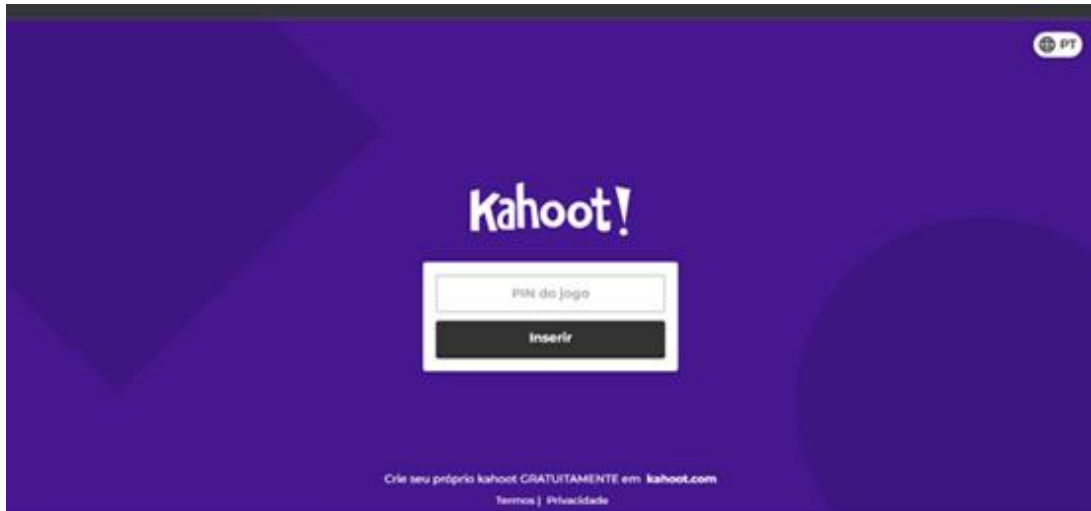 PT
Kahoot!
PIN do jogo
Inserir
Crie seu próprio kahoot GRATUITAMENTE em kahoot.com
Termos | Privacidade